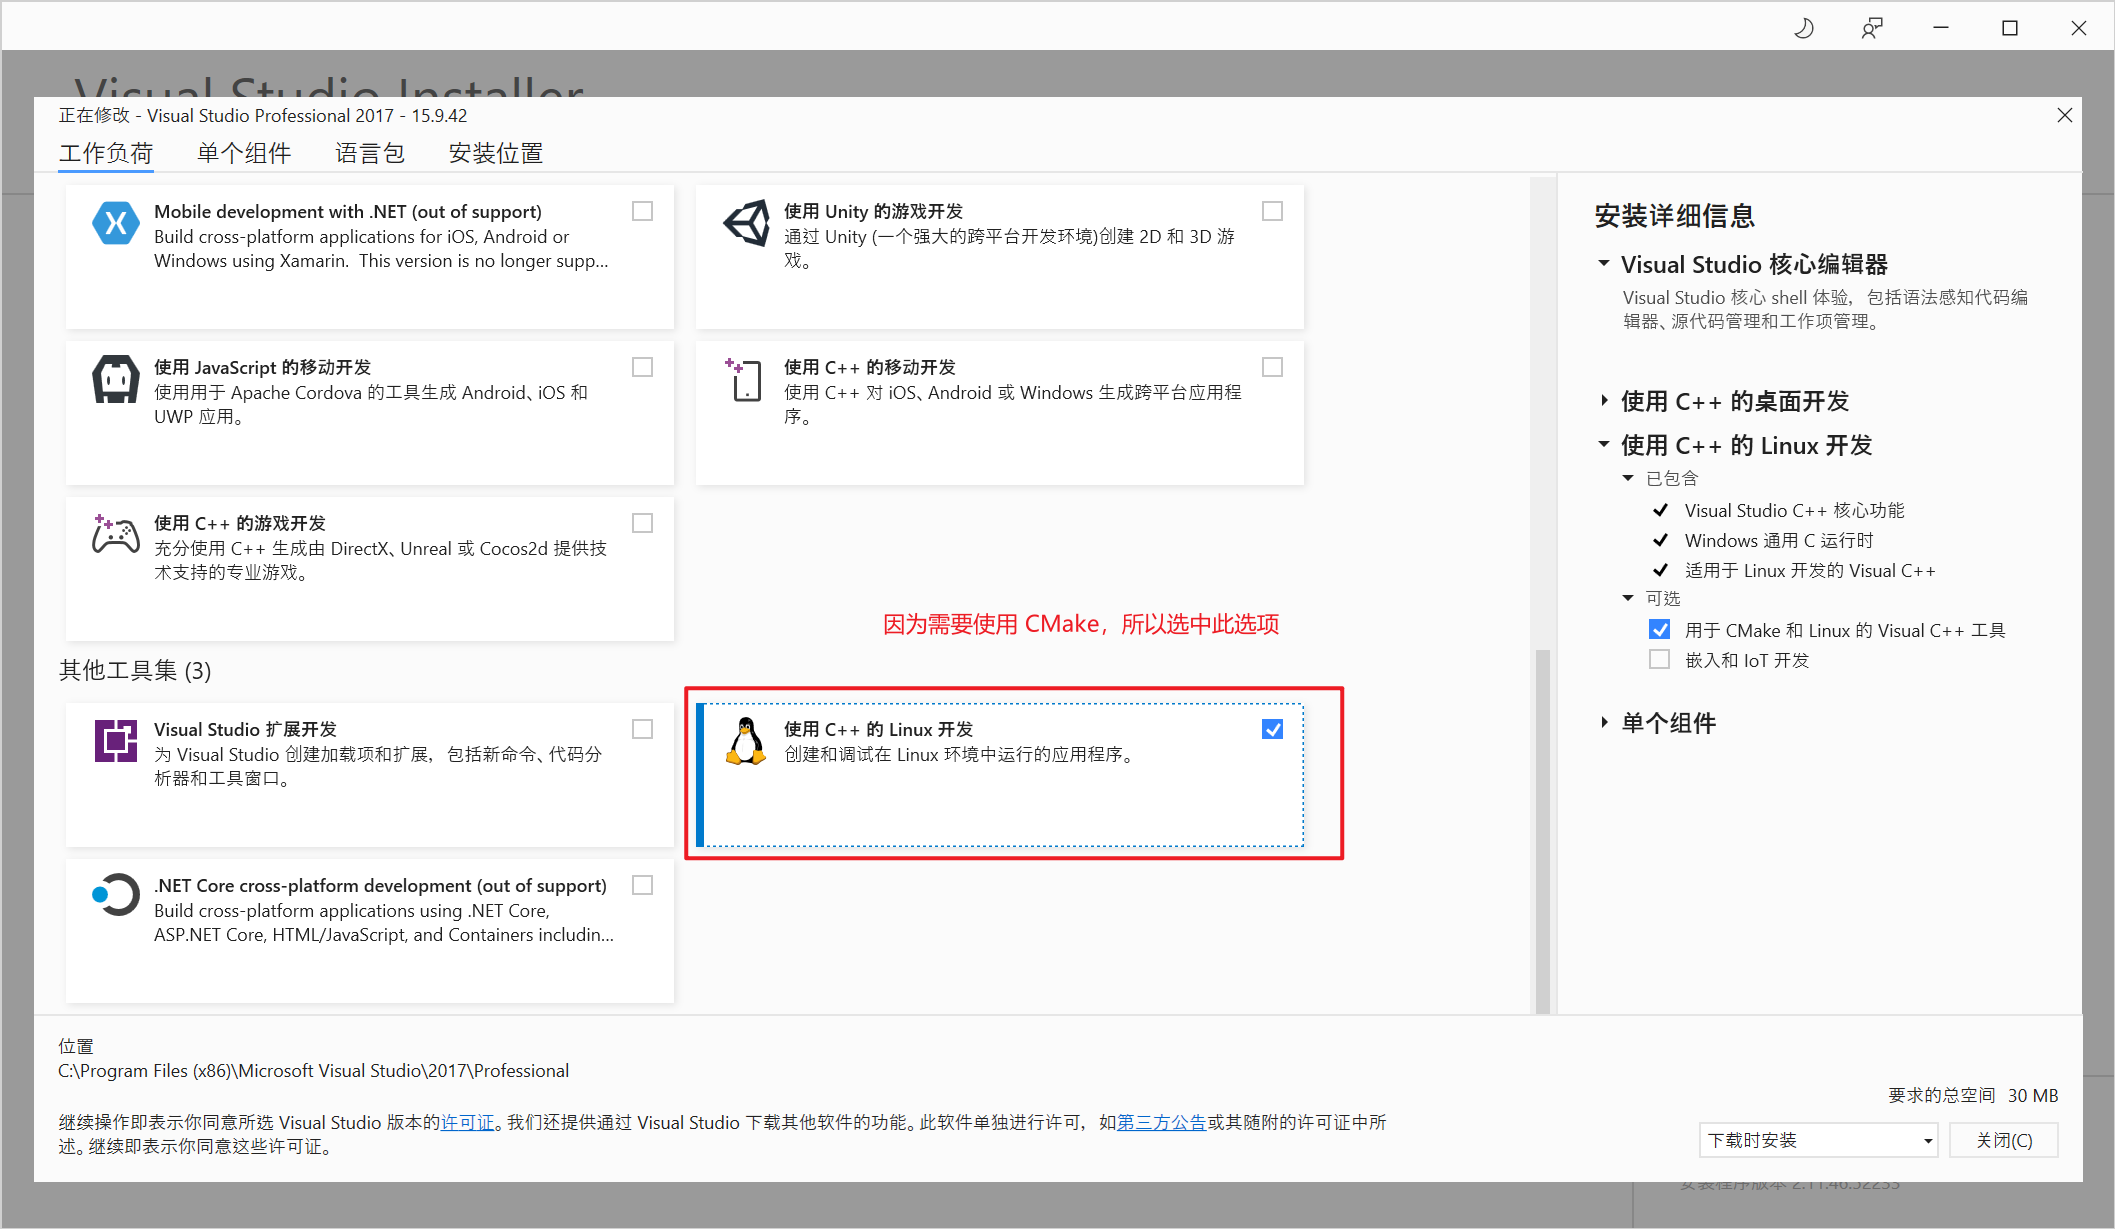 Visual Studio Installer
正在修改 - Visual Studio Professional 2017 - 15.9.42
工作负荷 单个组件 语言包 安装位置
Mobile development with .NET (out of support)
Build cross-platform applications for iOS, Android or
Windows using Xamarin.  This version is no longer supp...
使用 Unity 的游戏开发
通过 Unity (一个强大的跨平台开发环境)创建 2D 和 3D 游
戏。
使用 JavaScript 的移动开发
使用用于 Apache Cordova 的工具生成 Android、iOS 和
UWP 应用。
使用 C++ 的移动开发
使用 C++ 对 iOS、Android 或 Windows 生成跨平台应用程
序。
使用 C++ 的游戏开发
充分使用 C++ 生成由 DirectX、Unreal 或 Cocos2d 提供技
术支持的专业游戏。
因为需要使用 CMake，所以选中此选项
其他工具集 (3)
Visual Studio 扩展开发
为 Visual Studio 创建加载项和扩展，包括新命令、代码分
析器和工具窗口。
使用 C++ 的 Linux 开发
创建和调试在 Linux 环境中运行的应用程序。
.NET Core cross-platform development (out of support)
Build cross-platform applications using .NET Core,
ASP.NET Core, HTML/JavaScript, and Containers includin...
安装详细信息
Visual Studio 核心编辑器
Visual Studio 核心 shell 体验，包括语法感知代码编
辑器、源代码管理和工作项管理。
使用 C++ 的桌面开发
使用 C++ 的 Linux 开发
已包含
Visual Studio C++ 核心功能
Windows 通用 C 运行时
适用于 Linux 开发的 Visual C++
可选
用于 CMake 和 Linux 的 Visual C++ 工具
嵌入和 IoT 开发
单个组件
位置
C:\Program Files (x86)\Microsoft Visual Studio\2017\Professional
继续操作即表示你同意所选 Visual Studio 版本的许可证。我们还提供通过 Visual Studio 下载其他软件的功能。此软件单独进行许可，如第三方公告或其随附的许可证中所
述。继续即表示你同意这些许可证。
要求的总空间 30 MB
下载时安装
关闭(C)
安装程序版本 2.11.46.52255